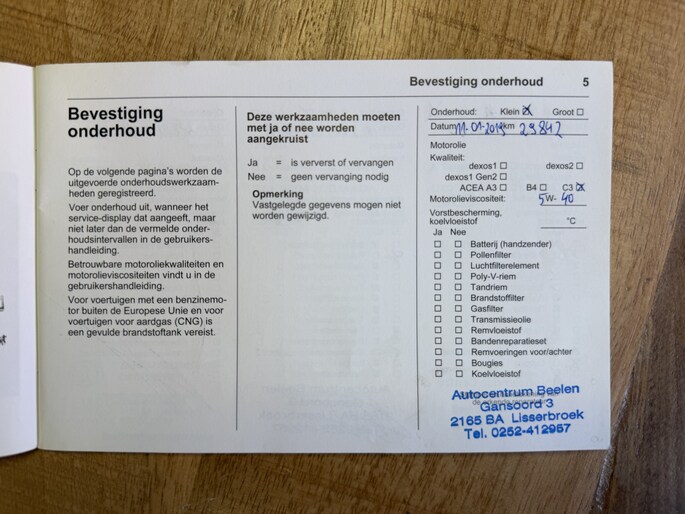 Bevestiging onderhoud 5
Bevestiging
onderhoud
Op de volgende pagina's worden de
uitgevoerde onderhoudswerkzaam-
heden geregistreerd.
Voer onderhoud uit, wanneer het
service-display dat aangeeft, maar
niet later dan de vermelde onder-
houdsintervallen in de gebruikers-
handleiding.
Betrouwbare motoroliekwaliteiten en
motorolieviscositeiten vindt u in de
gebruikershandleiding.
Voor voertuigen met een benzinemo-
tor buiten de Europese Unie en voor
voertuigen voor aardgas (CNG) is
een gevulde brandstoftank vereist.
Deze werkzaamheden moeten
met ja of nee worden
aangekruist
Ja = is ververst of vervangen
Nee = geen vervanging nodig
Opmerking
Vastgelegde gegevens mogen niet
worden gewijzigd.
Onderhoud: Klein ☒ Groot ☐
Datum 11-01-2019 km 29842
Motorolie
Kwaliteit:
dexos1 ☐ dexos2 ☐
dexos1 Gen2 ☐
ACEA A3 ☐ B4 ☐ C3 ☒
Motorolieviscositeit: 5W-40
Vorstbescherming,
koelvloeistof °C
Ja Nee
☐ ☐ Batterij (handzender)
☐ ☐ Pollenfilter
☐ ☐ Luchtfilterelement
☐ ☐ Poly-V-riem
☐ ☐ Tandriem
☐ ☐ Brandstoffilter
☐ ☐ Gasfilter
☐ ☐ Transmissieolie
☐ ☐ Remvloeistof
☐ ☐ Bandenreparatieset
☐ ☐ Remvoeringen voor/achter
☐ ☐ Bougies
☐ ☐ Koelvloeistof
Autocentrum Beelen
Gansoord 3
2165 BA Lisserbroek
Tel. 0252-412957